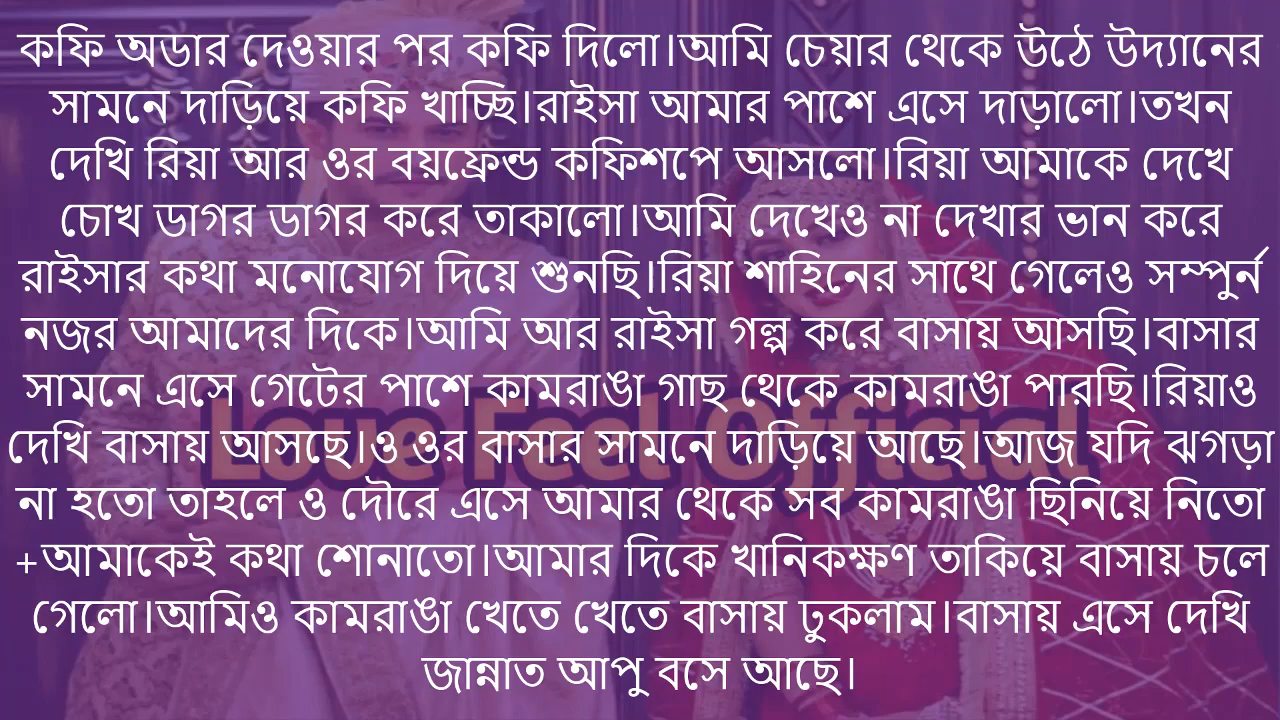 কফি অডার দেওয়ার পর কফি দিলো।আমি চেয়ার থেকে উঠে উদ্যানের
সামনে দাড়িয়ে কফি খাচ্ছি।রাইসা আমার পাশে এসে দাড়ালো।তখন
দেখি রিয়া আর ওর বয়ফ্রেন্ড কফিশপে আসলো।রিয়া আমাকে দেখে
চোখ ডাগর ডাগর করে তাকালো।আমি দেখেও না দেখার ভান করে
রাইসার কথা মনোযোগ দিয়ে শুনছি।রিয়া শাহিনের সাথে গেলেও সম্পুর্ন
নজর আমাদের দিকে।আমি আর রাইসা গল্প করে বাসায় আসছি।বাসার
সামনে এসে গেটের পাশে কামরাঙা গাছ থেকে কামরাঙা পারছি।রিয়াও
দেখি বাসায় আসছে।ও ওর বাসার সামনে দাড়িয়ে আছে।আজ যদি ঝগড়া
না হতো তাহলে ও দৌরে এসে আমার থেকে সব কামরাঙা ছিনিয়ে নিতো
+আমাকেই কথা শোনাতো।আমার দিকে খানিকক্ষণ তাকিয়ে বাসায় চলে
গেলো।আমিও কামরাঙা খেতে খেতে বাসায় ঢুকলাম।বাসায় এসে দেখি
জান্নাত আপু বসে আছে।
Love Feel Official